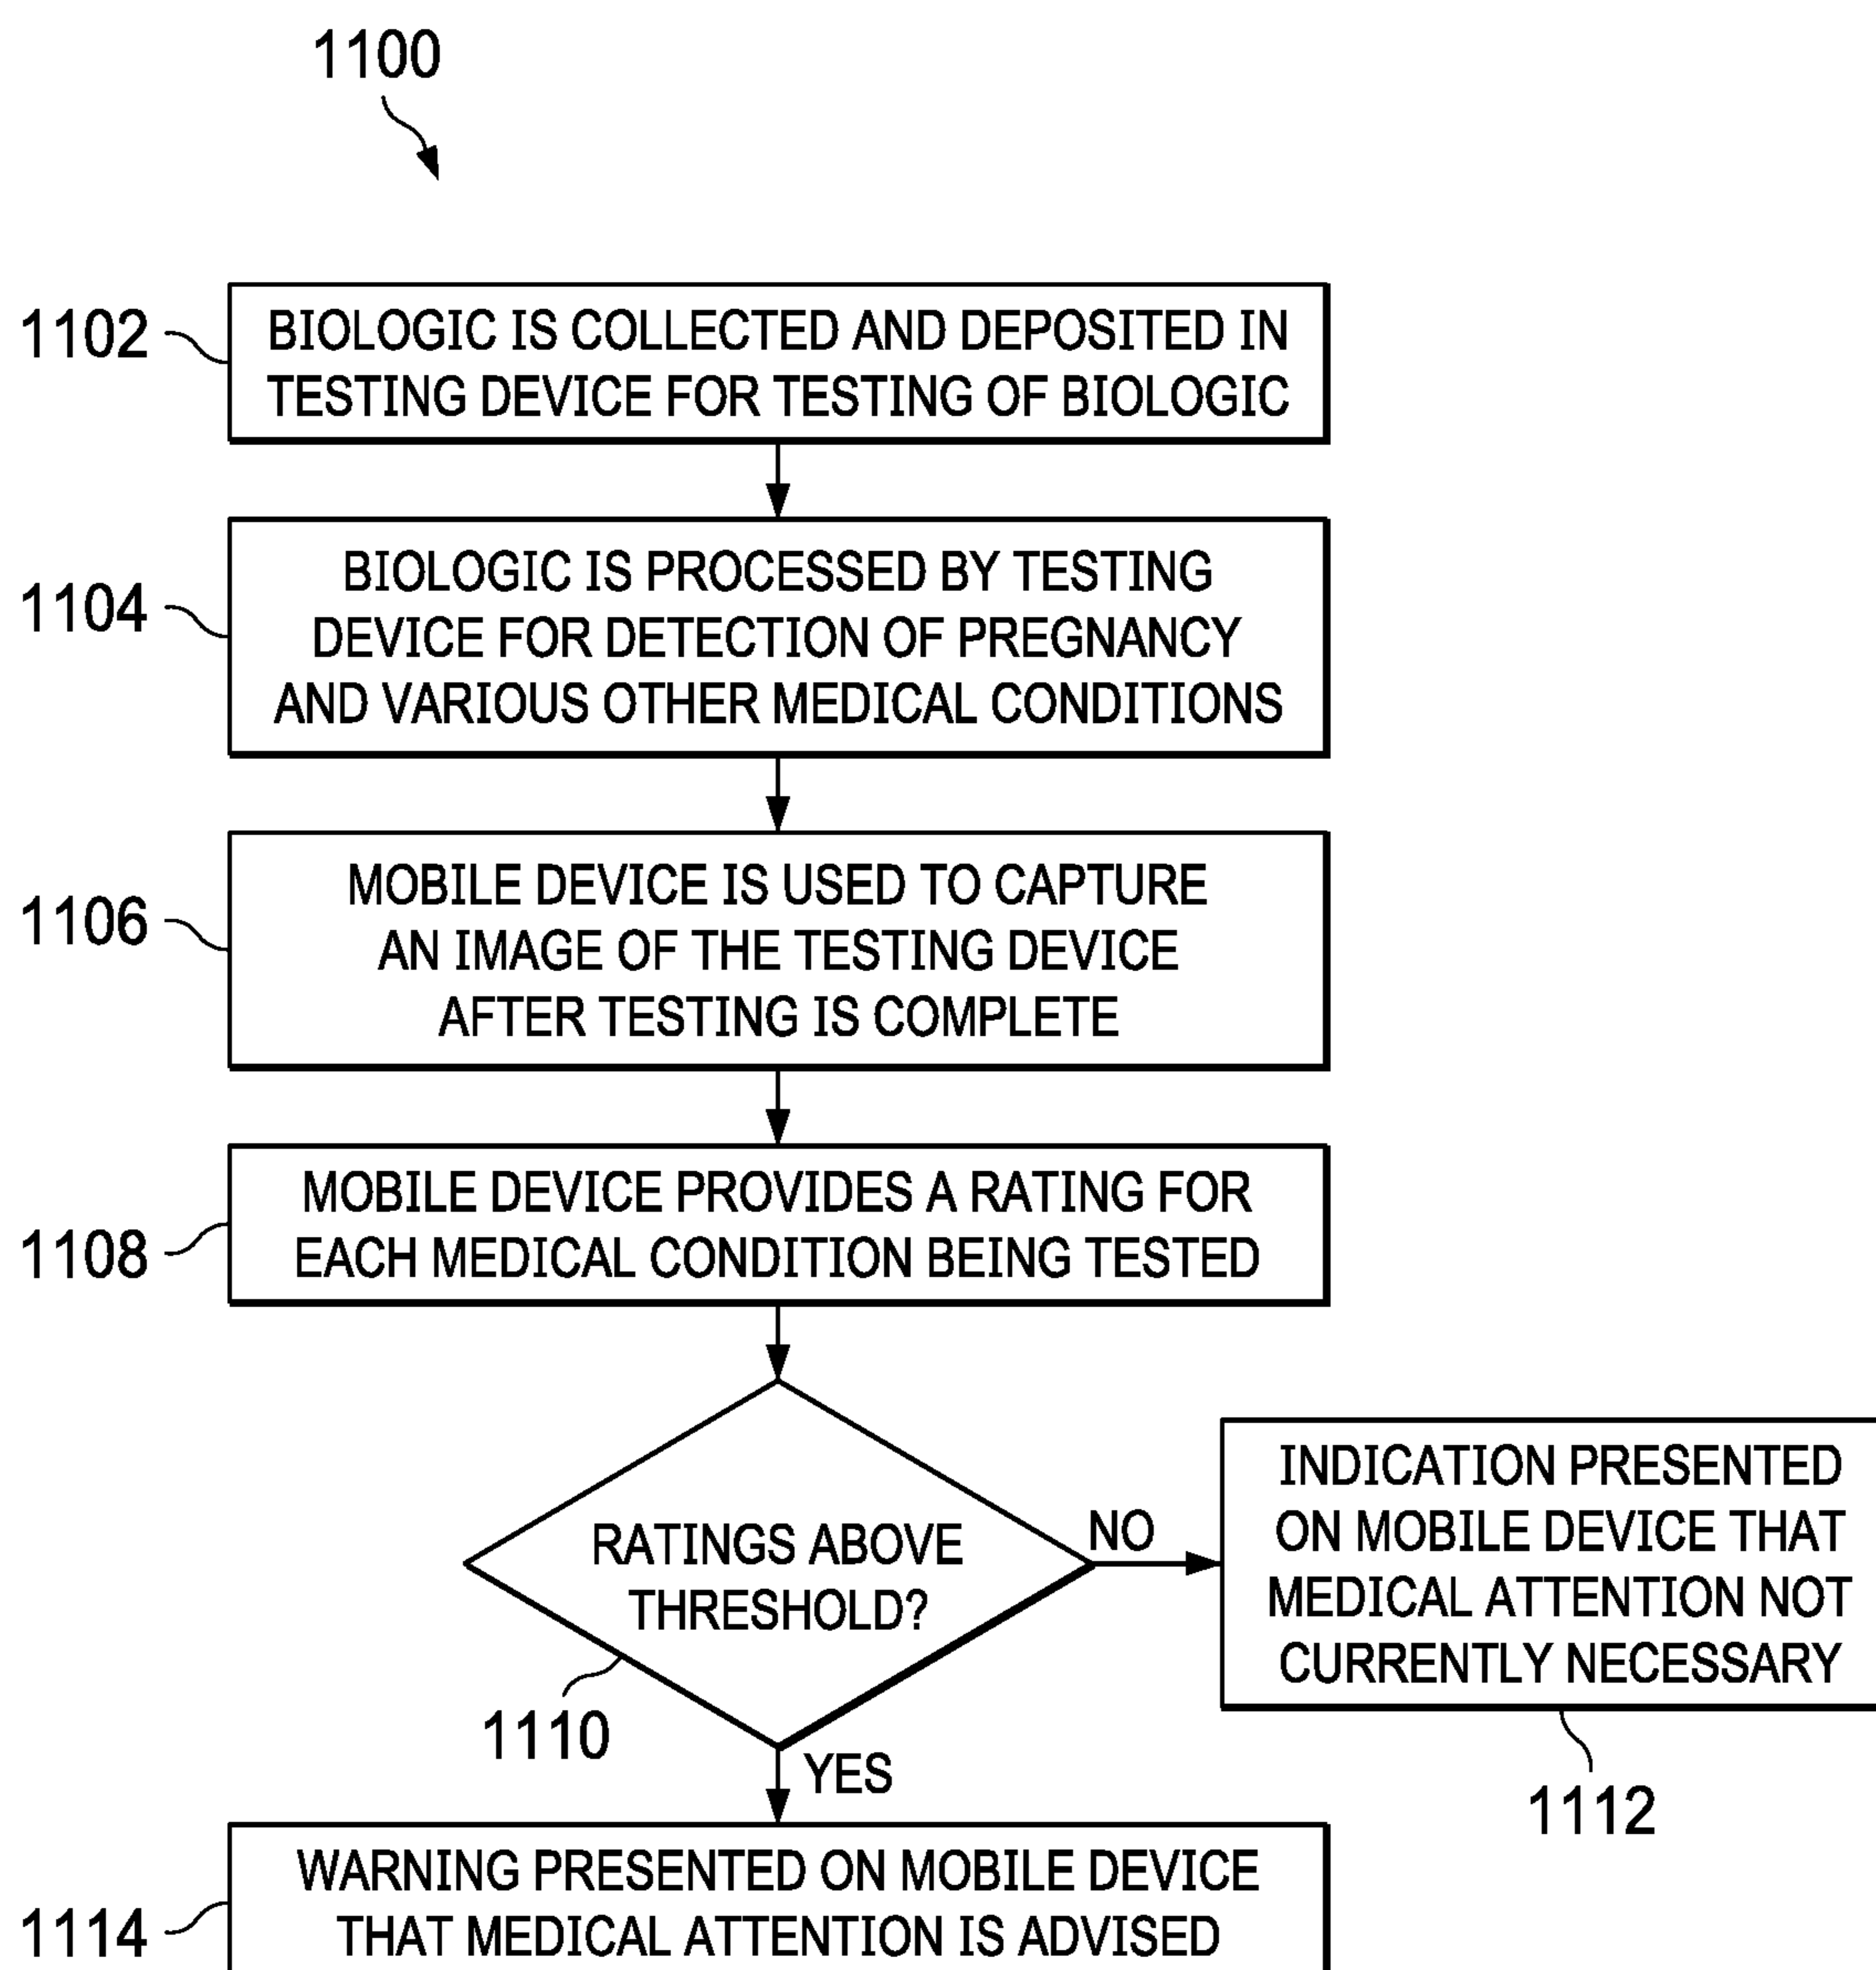 1100
1102
BIOLOGIC IS COLLECTED AND DEPOSITED IN
TESTING DEVICE FOR TESTING OF BIOLOGIC
1104
BIOLOGIC IS PROCESSED BY TESTING
DEVICE FOR DETECTION OF PREGNANCY
AND VARIOUS OTHER MEDICAL CONDITIONS
1106
MOBILE DEVICE IS USED TO CAPTURE
AN IMAGE OF THE TESTING DEVICE
AFTER TESTING IS COMPLETE
1108
MOBILE DEVICE PROVIDES A RATING FOR
EACH MEDICAL CONDITION BEING TESTED
RATINGS ABOVE
THRESHOLD?
1110
NO
INDICATION PRESENTED
ON MOBILE DEVICE THAT
MEDICAL ATTENTION NOT
CURRENTLY NECESSARY
1112
YES
1114
WARNING PRESENTED ON MOBILE DEVICE
THAT MEDICAL ATTENTION IS ADVISED